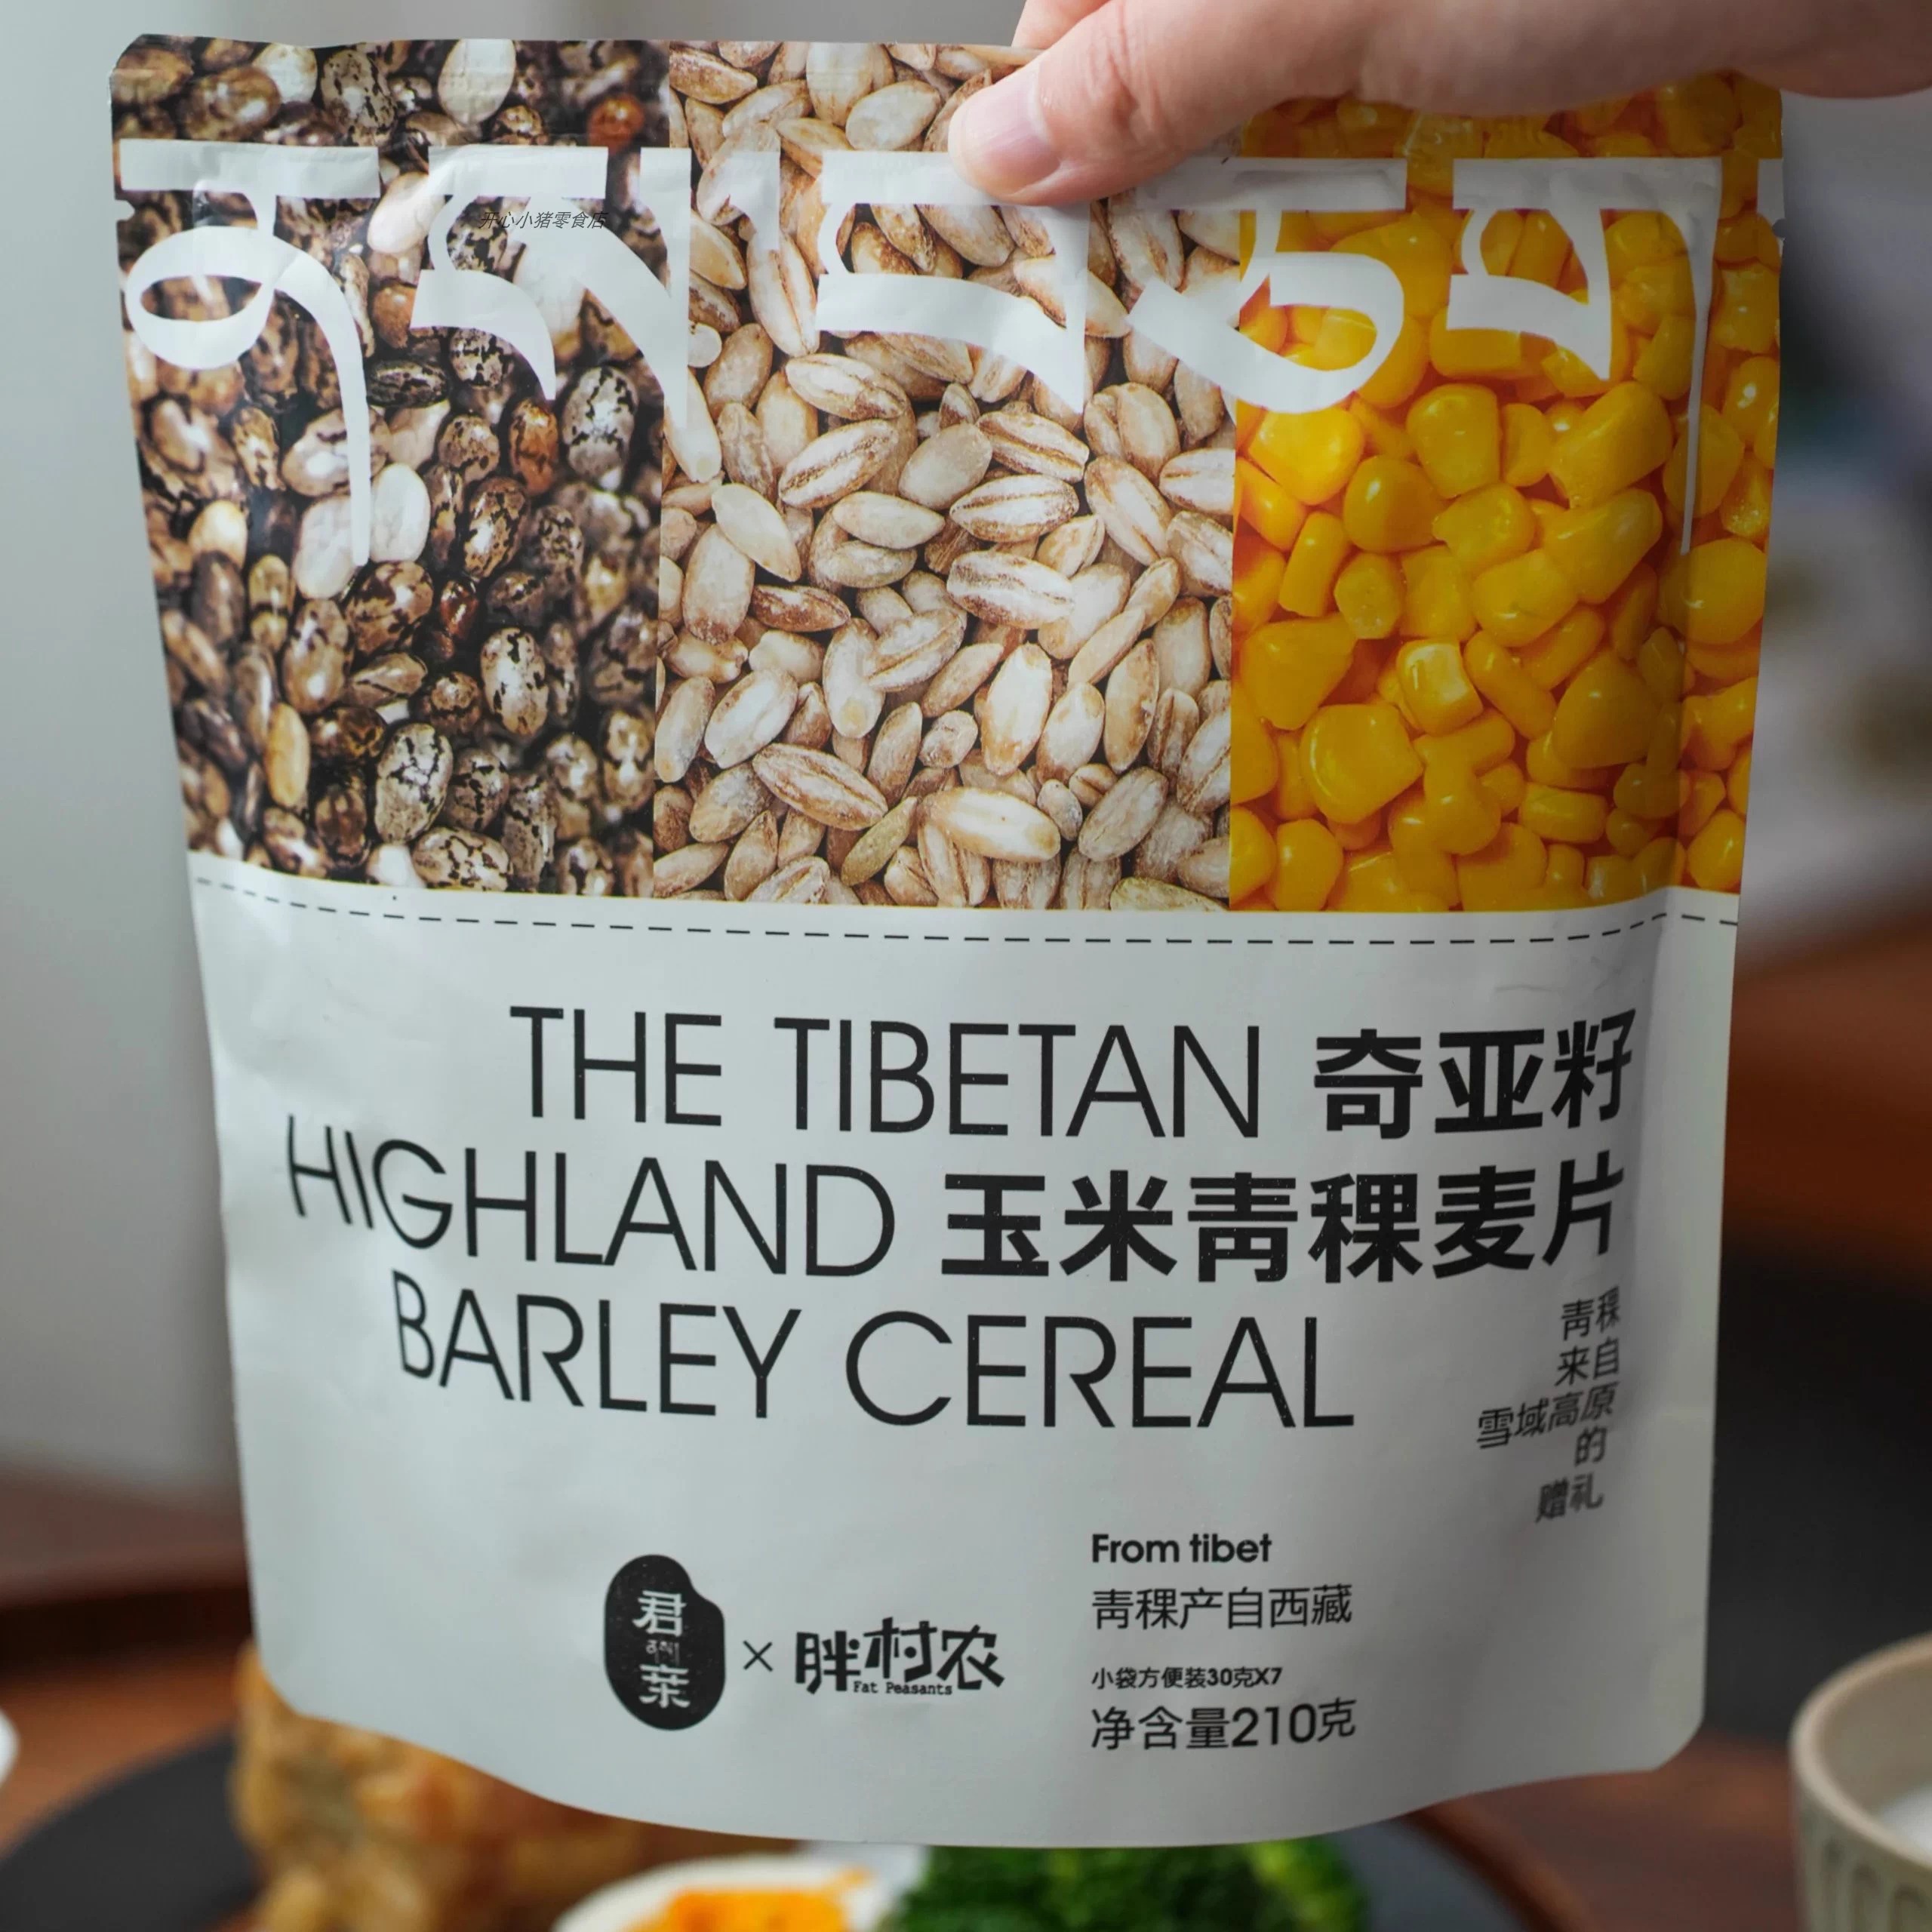 ནས་ཕྱེམ
开心小猪零食店
THE TIBETAN 奇亚籽
HIGHLAND 玉米青稞麦片
BARLEY CEREAL
青稞
来自
雪域高原
的
赠礼
君
亲
×
胖村农
Fat Peasants
From tibet
青稞产自西藏
小袋方便装30克X7
净含量210克